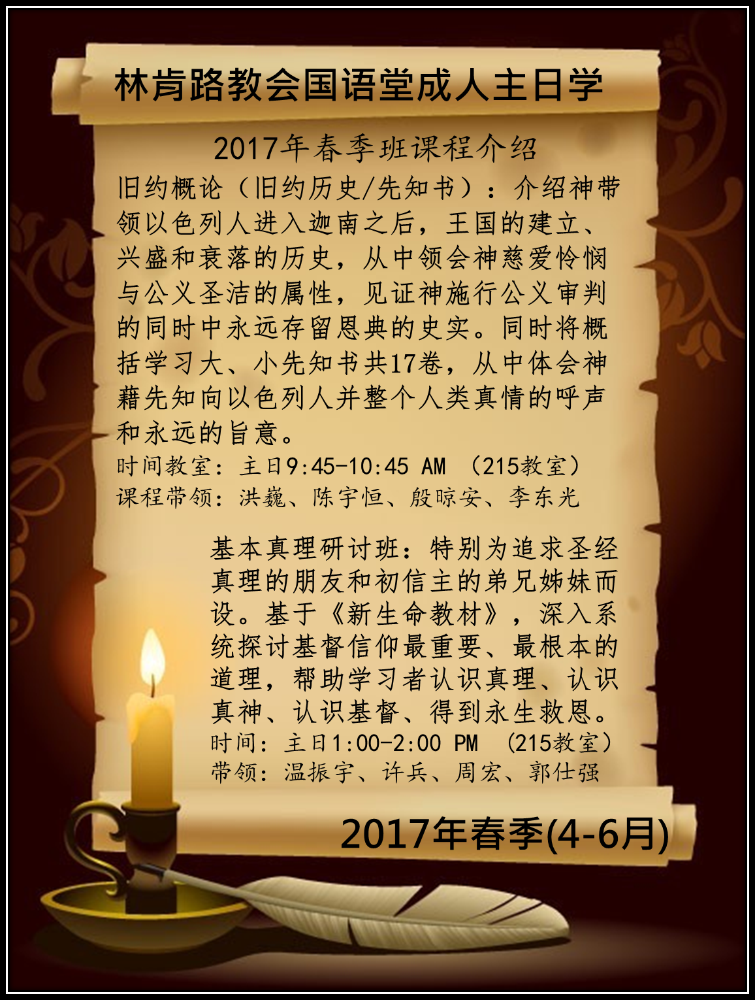 林肯路教会国语堂成人主日学
2017年春季班课程介绍
旧约概论（旧约历史/先知书）：介绍神带
领以色列人进入迦南之后，王国的建立、
兴盛和衰落的历史，从中领会神慈爱怜悯
与公义圣洁的属性，见证神施行公义审判
的同时中永远存留恩典的史实。同时将概
括学习大、小先知书共17卷，从中体会神
藉先知向以色列人并整个人类真情的呼声
和永远的旨意。
时间教室：主日9:45-10:45 AM （215教室）
课程带领：洪巍、陈宇恒、殷晾安、李东光
基本真理研讨班：特别为追求圣经
真理的朋友和初信主的弟兄姊妹而
设。基于《新生命教材》，深入系
统探讨基督信仰最重要、最根本的
道理，帮助学习者认识真理、认识
真神、认识基督、得到永生救恩。
时间：主日1:00-2:00 PM （215教室）
带领：温振宇、许兵、周宏、郭仕强
2017年春季(4-6月)